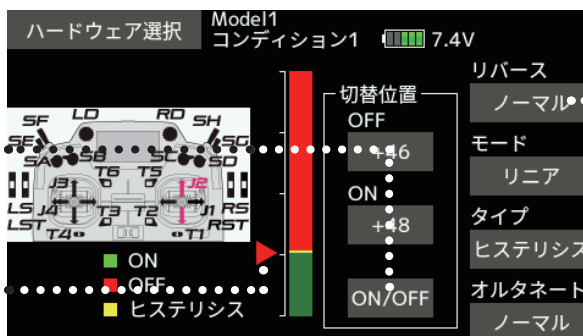 ハードウェア選択
Model1
コンディション1
7.4V
SF
LD
RD
SH
SE
SG
SA
SB
SC
SD
T6
T5
J3
J2
LS
J4
T3
T2
J1
RS
LST
RST
T4
T1
ON
OFF
ヒステリシス
切替位置
OFF
+46
ON
+48
ON/OFF
リバース
ノーマル
モード
リニア
タイプ
ヒステリシス
オルタネート
ノーマル